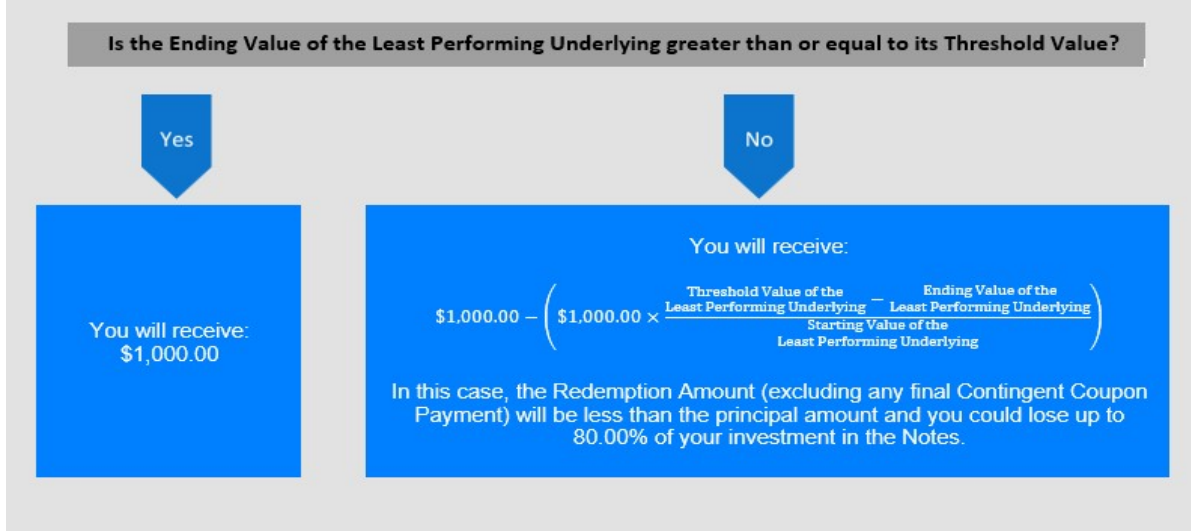 Is the Ending Value of the Least Performing Underlying greater than or equal to its Threshold Value?
Yes
No
You will receive:
$1,000.00
You will receive:
$1,000.00 − ($1,000.00 × (Threshold Value of the Least Performing Underlying − Ending Value of the Least Performing Underlying) / Starting Value of the Least Performing Underlying)
In this case, the Redemption Amount (excluding any final Contingent Coupon
Payment) will be less than the principal amount and you could lose up to
80.00% of your investment in the Notes.